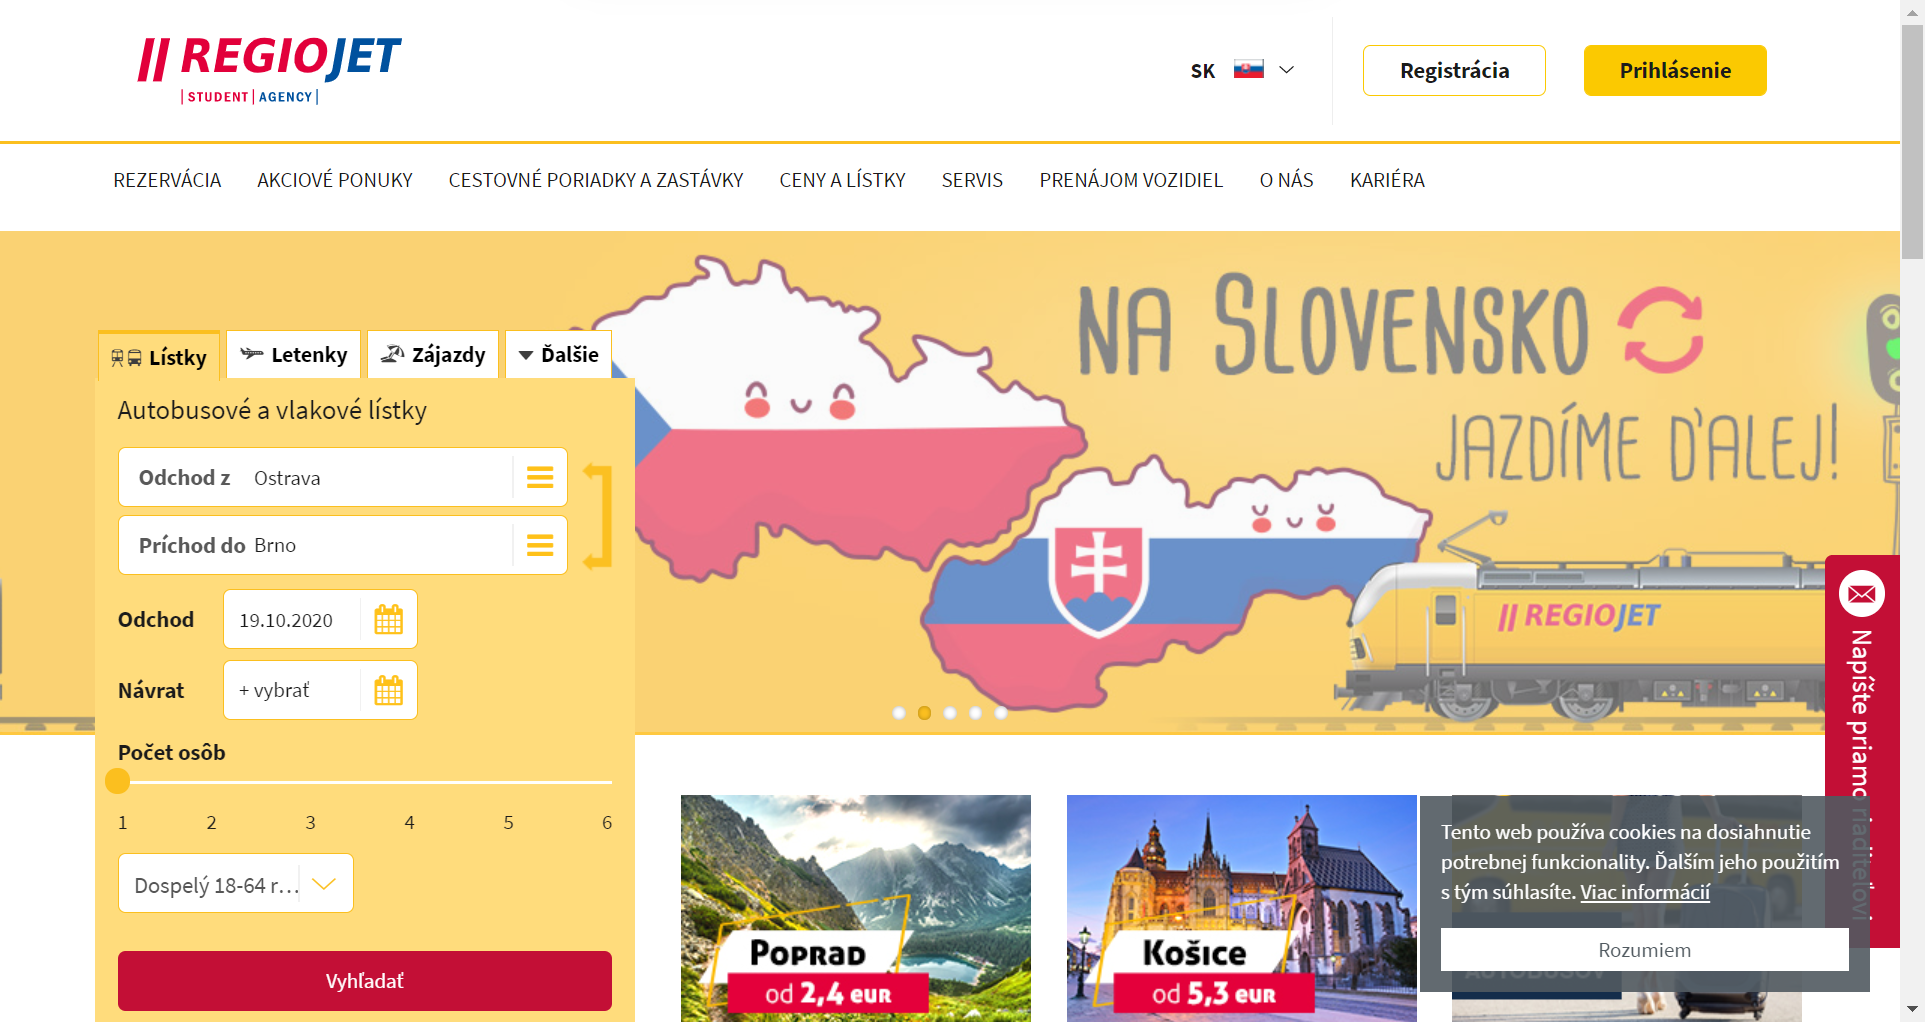 REGIOJET
STUDENT AGENCY
SK
Registrácia
Prihlásenie
REZERVÁCIA
AKCIOVÉ PONUKY
CESTOVNÉ PORIADKY A ZASTÁVKY
CENY A LÍSTKY
SERVIS
PRENÁJOM VOZIDIEL
O NÁS
KARIÉRA
Lístky
Letenky
Zájazdy
Ďalšie
Autobusové a vlakové lístky
Odchod z Ostrava
Príchod do Brno
Odchod 19.10.2020
Návrat + vybrať
Počet osôb
1 2 3 4 5 6
Dospelý 18-64 r...
Vyhľadať
NA SLOVENSKO
JAZDÍME ĎALEJ!
REGIOJET
Napíšte priamo riaditeľovi
POPRAD
od 2,4 EUR
Košice
od 5,3 EUR
Tento web používa cookies na dosiahnutie
potrebnej funkcionality. Ďalším jeho použitím
s tým súhlasíte. Viac informácií
Rozumiem
AUTOBUSOV